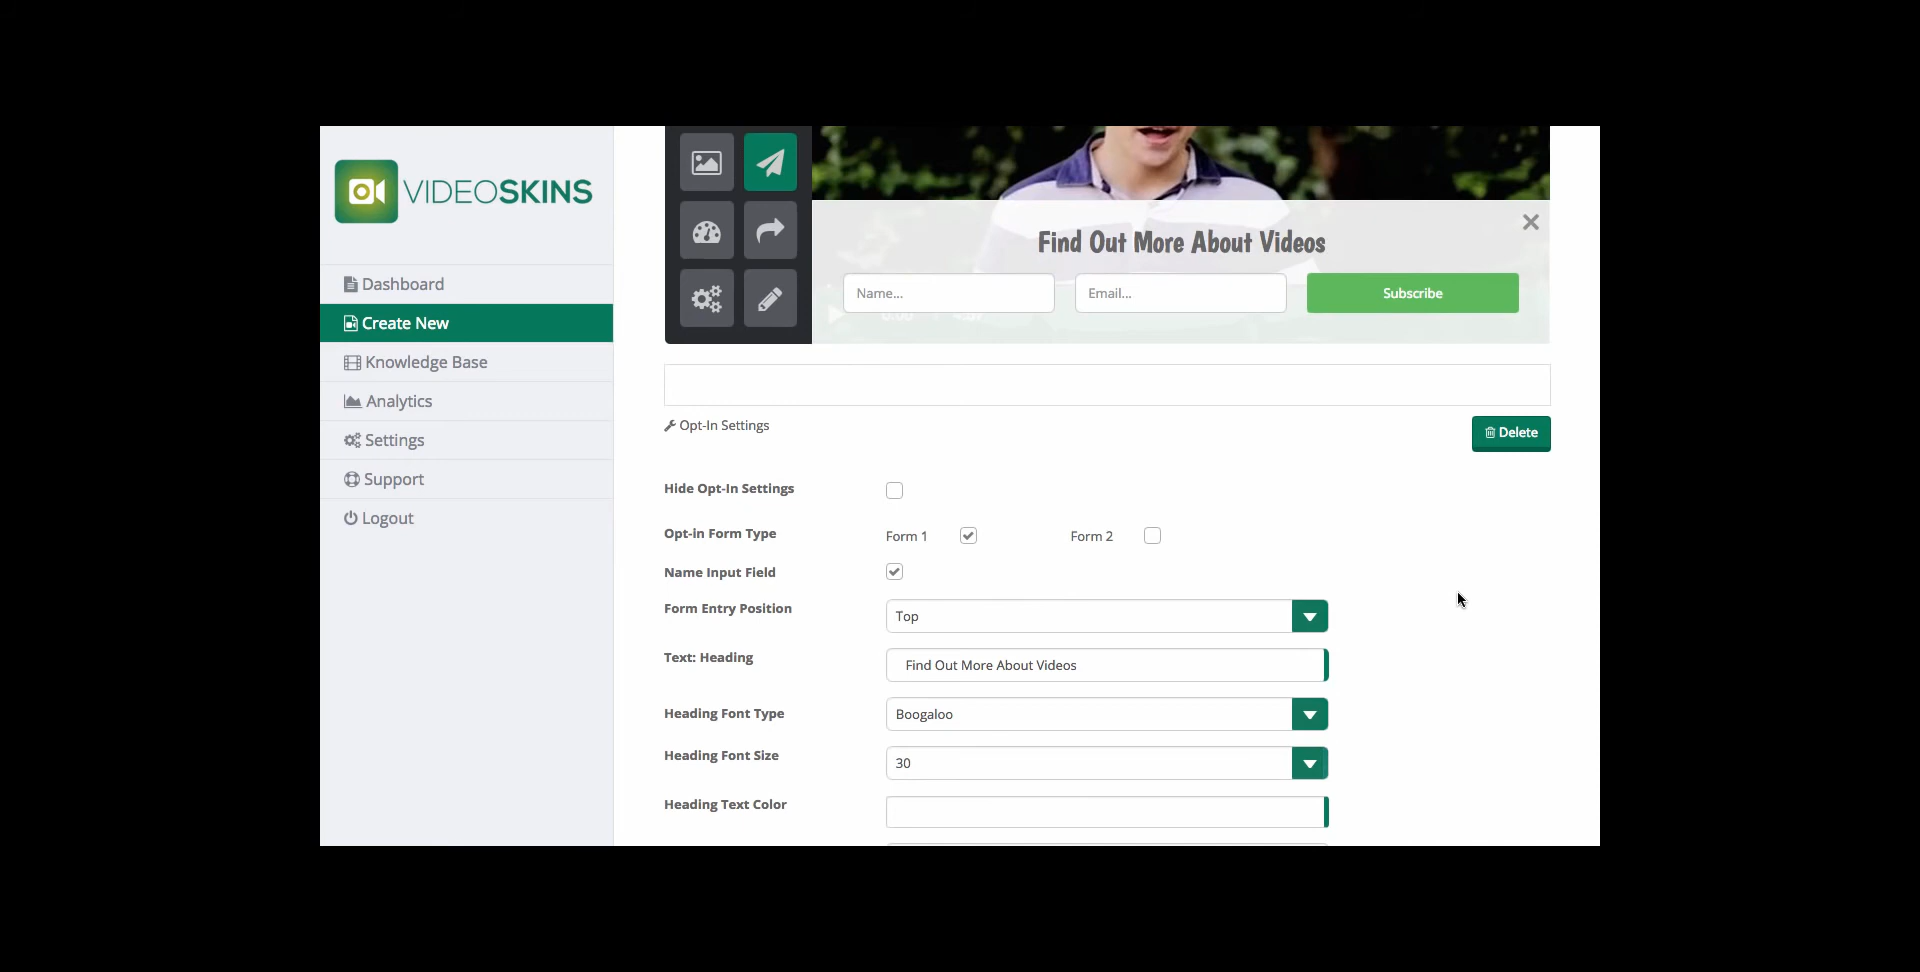 VIDEOSKINS
Dashboard
Create New
Knowledge Base
Analytics
Settings
Support
Logout
Find Out More About Videos
Name...
Email...
Subscribe
Opt-In Settings
Delete
Hide Opt-In Settings
Opt-in Form Type
Form 1
Form 2
Name Input Field
Form Entry Position
Top
Text: Heading
Find Out More About Videos
Heading Font Type
Boogaloo
Heading Font Size
30
Heading Text Color